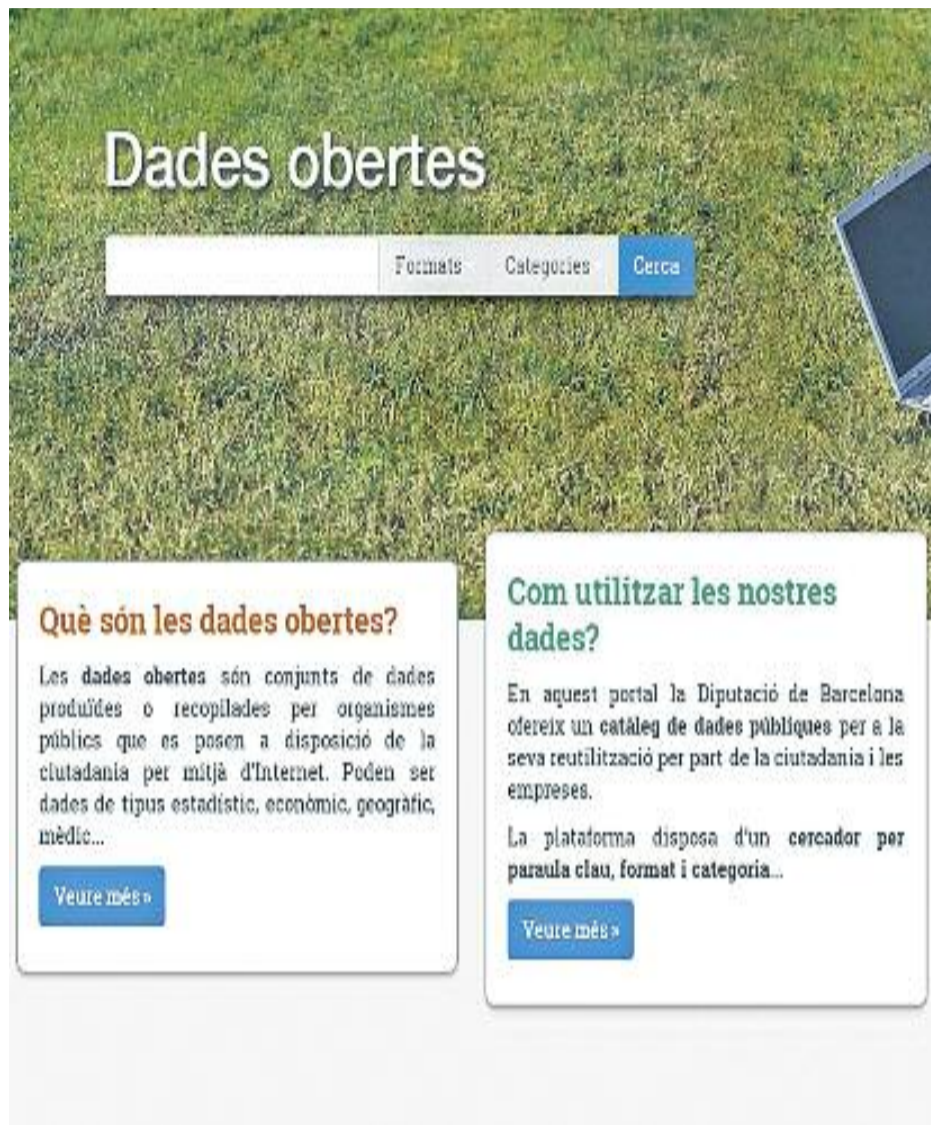 Dades obertes
Formats Categories Cerca
Què són les dades obertes?
Les dades obertes són conjunts de dades
produïdes o recopilades per organismes
públics que es posen a disposició de la
ciutadania per mitjà d'Internet. Poden ser
dades de tipus estadístic, econòmic, geogràfic,
mèdic...
Veure més »
Com utilitzar les nostres
dades?
En aquest portal la Diputació de Barcelona
ofereix un catàleg de dades públiques per a la
seva reutilització per part de la ciutadania i les
empreses.
La plataforma disposa d'un cercador per
paraula clau, format i categoria...
Veure més »